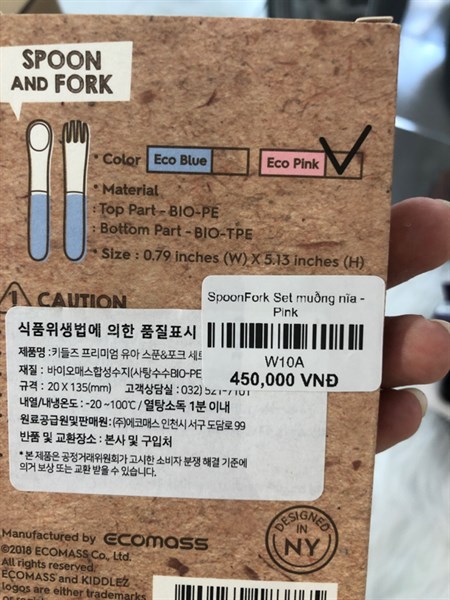 SPOON
AND FORK
* Color Eco Blue Eco Pink
* Material
: Top Part - BIO-PE
: Bottom Part - BIO-TPE
* Size : 0.79 inches (W) X 5.13 inches (H)
CAUTION
SpoonFork Set muỗng nĩa -
Pink
W10A
450,000 VNĐ
식품위생법에 의한 품질표시
제품명 : 키들즈 프리미엄 유아 스푼&포크
재질 : 바이오매스합성수지(사탕수수BIO-PE
규격 : 20 X 135(mm) 고객상담실 : 032)
내열/내냉온도 : -20 ~100℃ / 열탕소독 1분 이내
원료공급원및판매원 : (주)에코매스 인천시 서구 도담로 99
반품 및 교환장소 : 본사 및 구입처
* 본 제품은 공정거래위원회가 고시한 소비자 분쟁 해결 기준에
의거 보상 또는 교환 받을 수 있습니다.
Manufactured by ecomass
©2018 ECOMASS Co., Ltd.
All rights reserved.
ECOMASS and KIDDLEZ
logos are either trademarks
DESIGNED
IN
NY